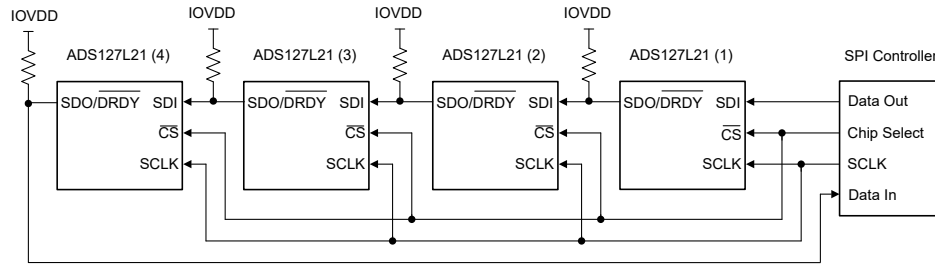 IOVDD IOVDD IOVDD IOVDD
ADS127L21 (4) ADS127L21 (3) ADS127L21 (2) ADS127L21 (1) SPI Controller
SDO/DRDY SDI SDO/DRDY SDI SDO/DRDY SDI SDO/DRDY SDI Data Out
CS CS CS CS Chip Select
SCLK SCLK SCLK SCLK SCLK
Data In